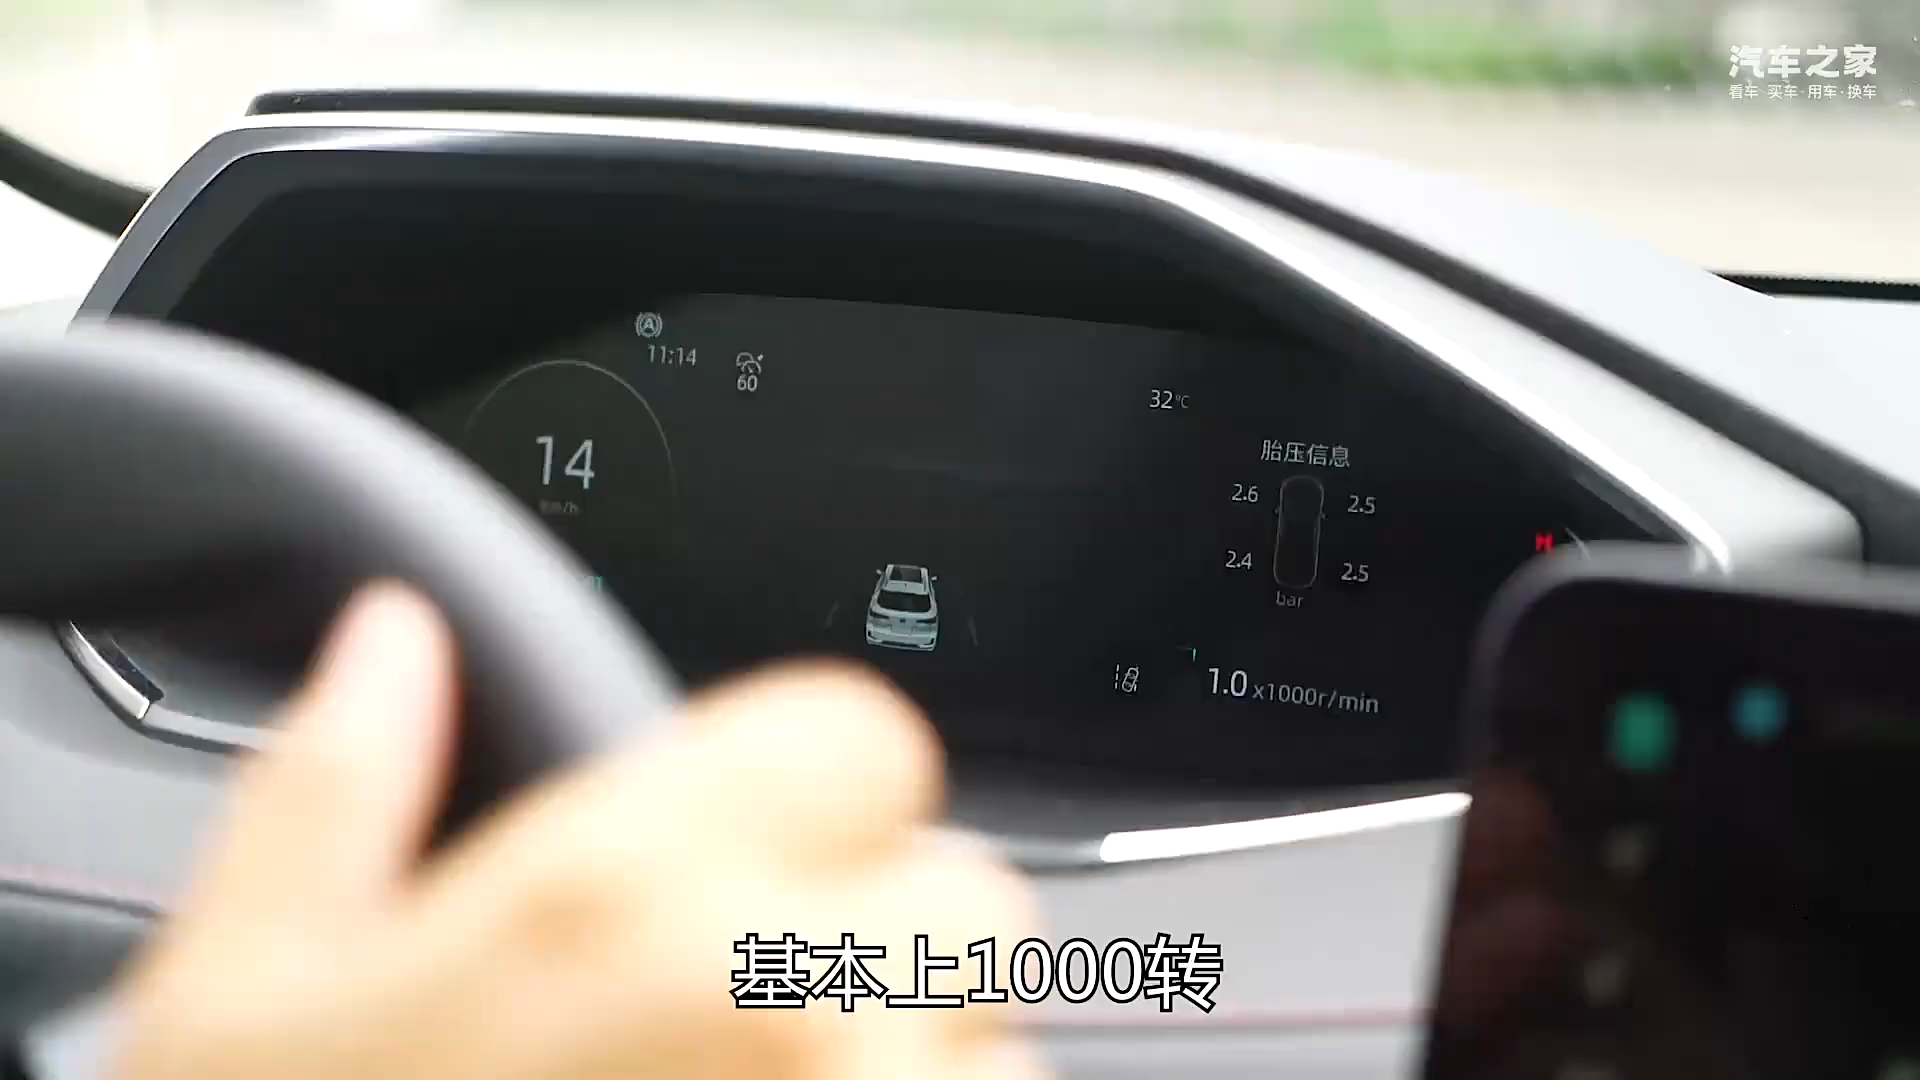 汽车之家
看车·买车·用车·换车
11:14
60
32°C
14
km/h
胎压信息
2.6
2.5
2.4
2.5
bar
H
1.0 x1000r/min
基本上1000转